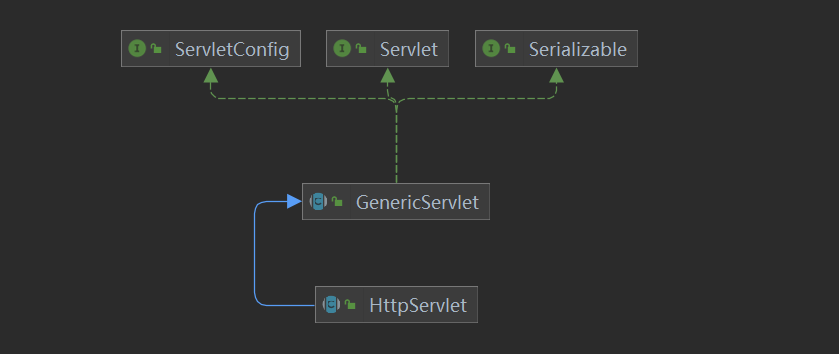 I ServletConfig
I Servlet
I Serializable
C GenericServlet
C HttpServlet